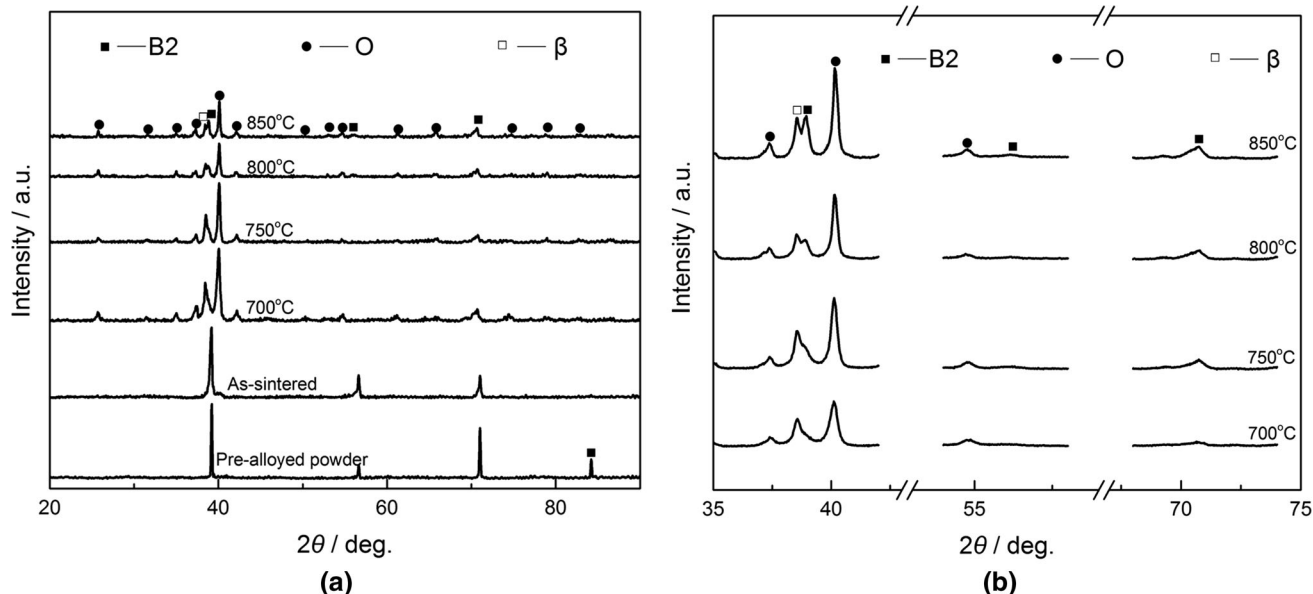 ■ —B2 ● — O □ — β
850°C
800°C
750°C
700°C
As-sintered
Pre-alloyed powder
Intensity / a.u.
20 40 60 80
2θ / deg.
(a)
■ —B2 ● — O □ — β
850°C
800°C
750°C
700°C
Intensity / a.u.
35 40 55 70 75
2θ / deg.
(b)